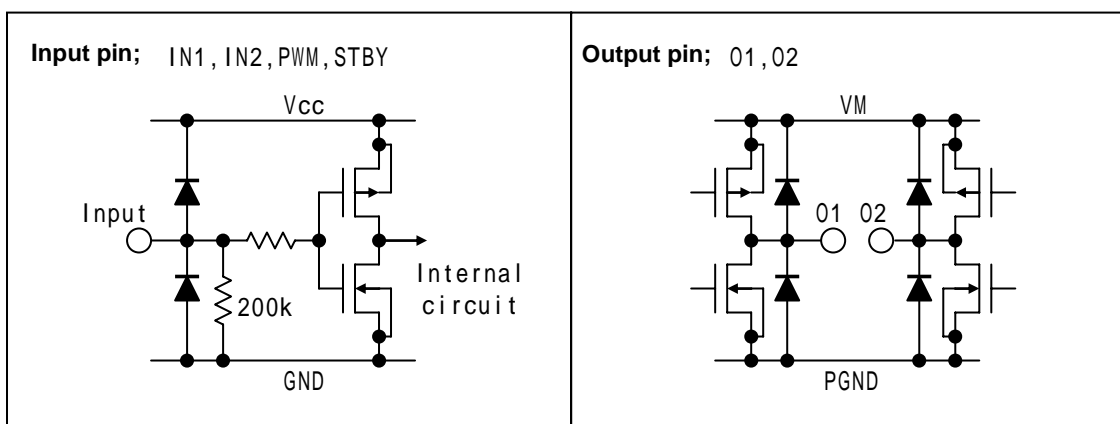 Input pin; IN1,IN2,PWM,STBY
Vcc
Input
200k
Internal
circuit
GND
Output pin; O1,O2
VM
O1 O2
PGND